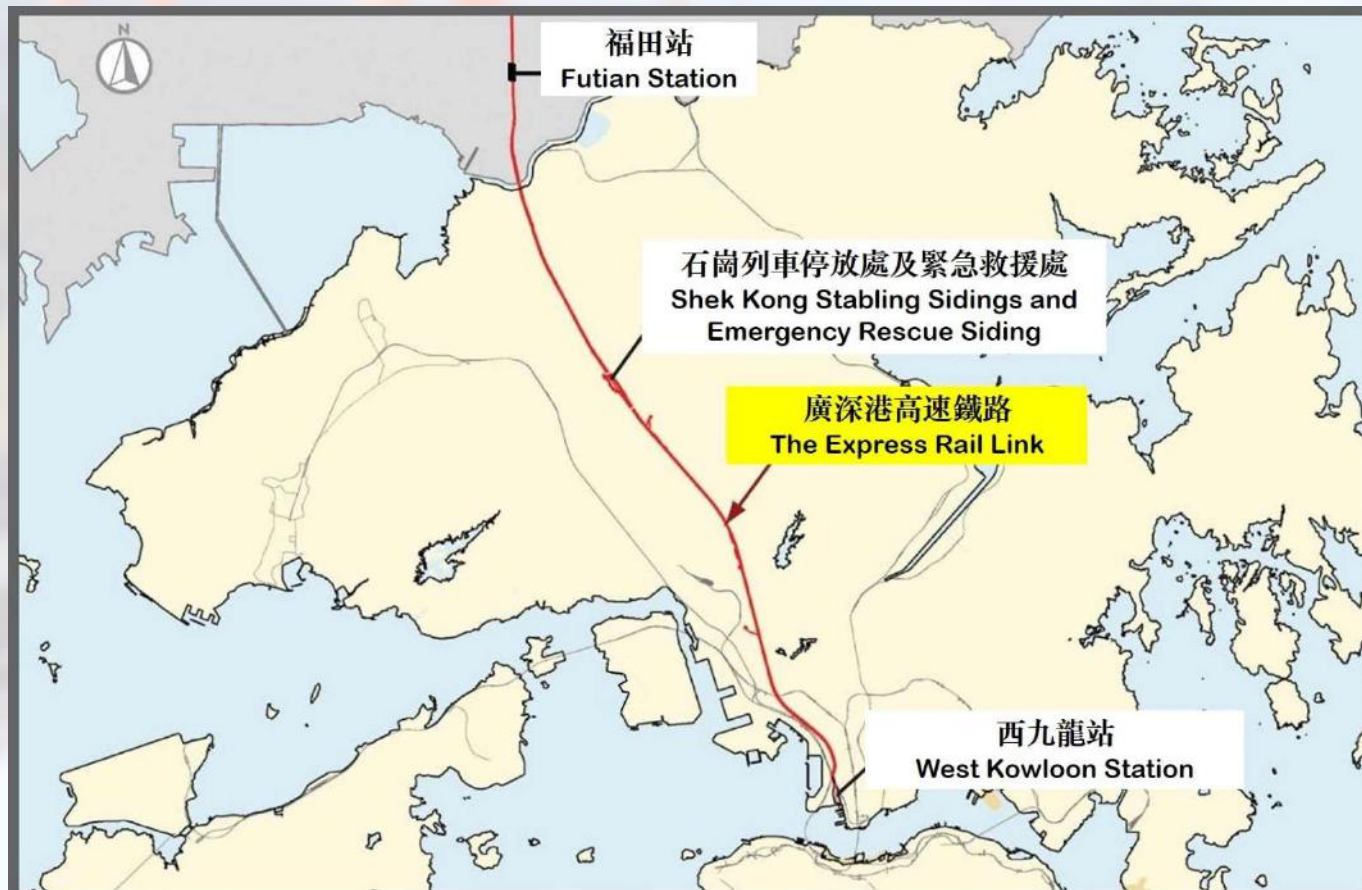 N
福田站
Futian Station
石崗列車停放處及緊急救援處
Shek Kong Stabling Sidings and
Emergency Rescue Siding
廣深港高速鐵路
The Express Rail Link
西九龍站
West Kowloon Station